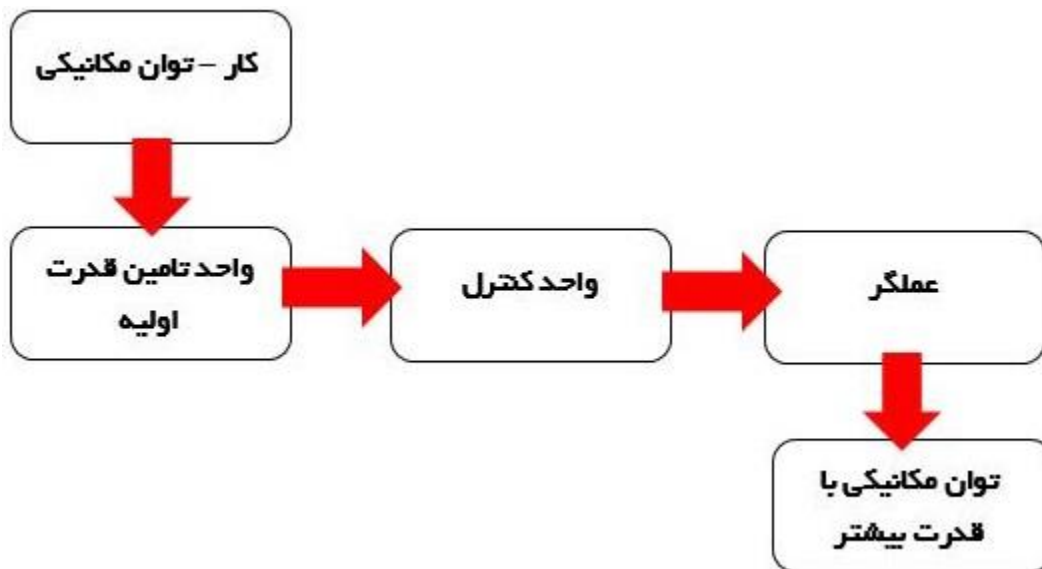 کار – توان مکانیکی
واحد تامین قدرت
اولیه
واحد کنترل
عملگر
توان مکانیکی با
قدرت بیشتر